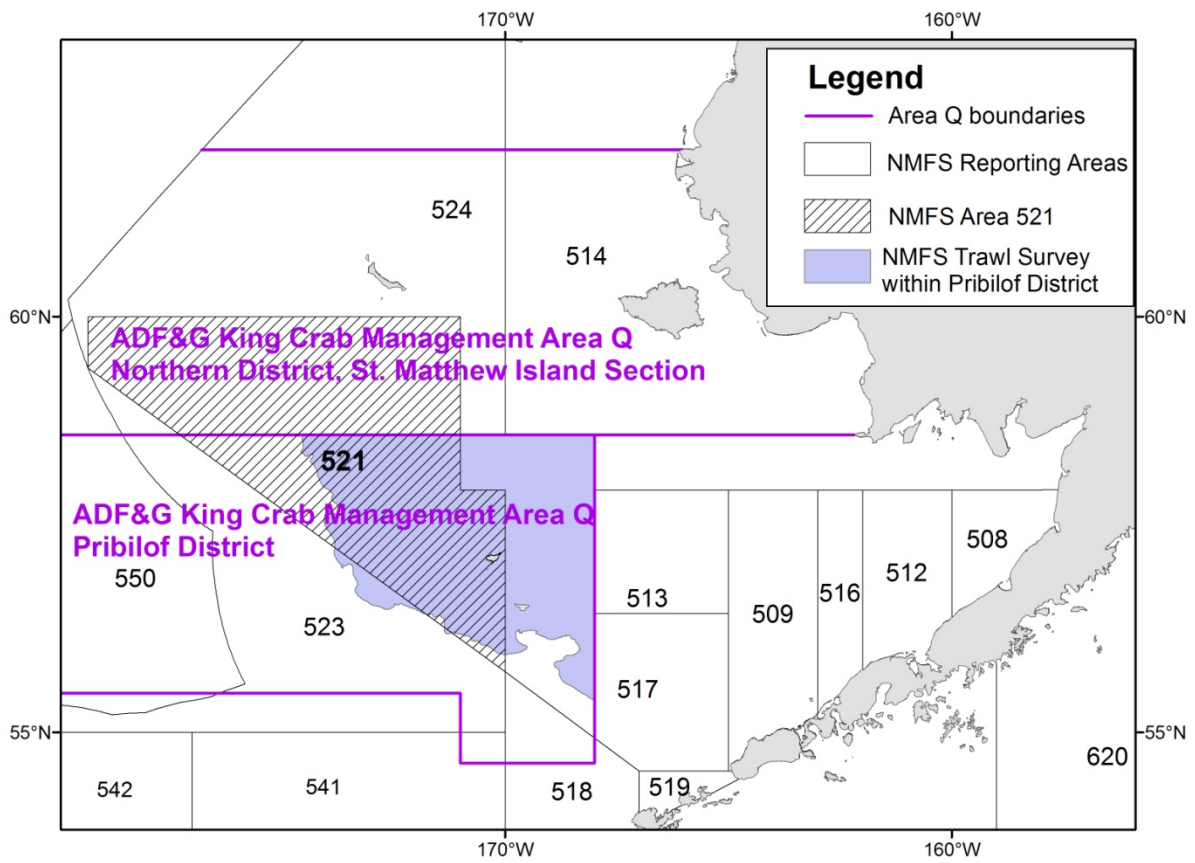 170°W
160°W
Legend
Area Q boundaries
NMFS Reporting Areas
NMFS Area 521
NMFS Trawl Survey
within Pribilof District
524
514
60°N
60°N
ADF&G King Crab Management Area Q
Northern District, St. Matthew Island Section
521
ADF&G King Crab Management Area Q
Pribilof District
508
550
512
516
513
509
523
517
55°N
55°N
620
542
541
518
519
170°W
160°W